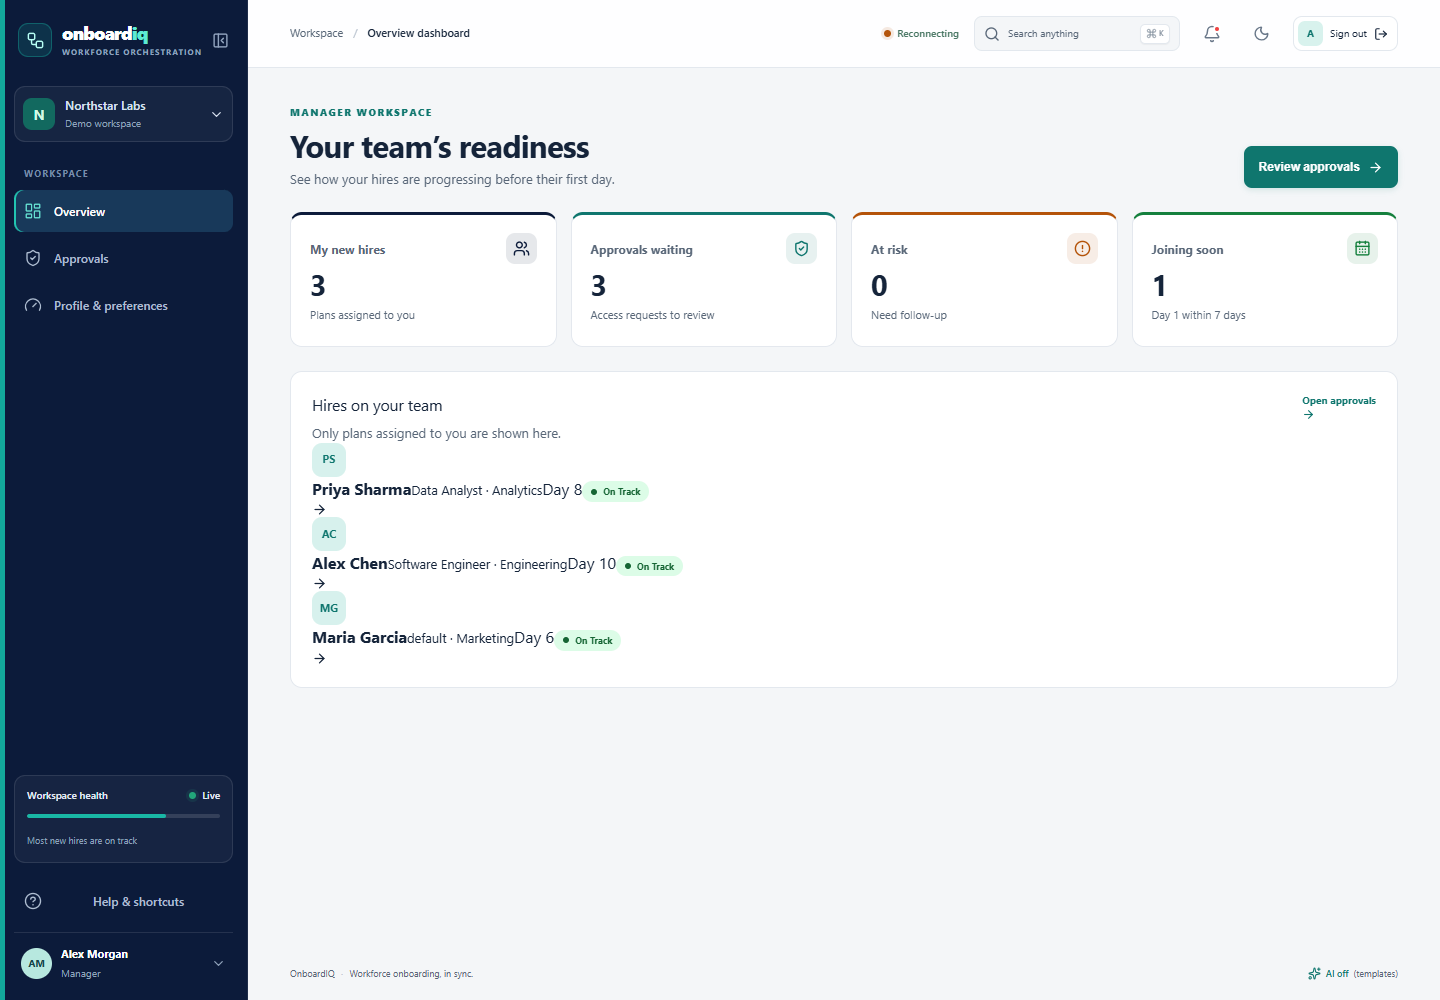 onboardiq
WORKFORCE ORCHESTRATION
N
Northstar Labs
Demo workspace
WORKSPACE
Overview
Approvals
Profile & preferences
Workspace health
Live
Most new hires are on track
Help & shortcuts
AM
Alex Morgan
Manager
Workspace / Overview dashboard
Reconnecting
Search anything
⌘ K
A
Sign out
MANAGER WORKSPACE
Your team’s readiness
See how your hires are progressing before their first day.
Review approvals →
My new hires
3
Plans assigned to you
Approvals waiting
3
Access requests to review
At risk
0
Need follow-up
Joining soon
1
Day 1 within 7 days
Hires on your team
Open approvals
→
Only plans assigned to you are shown here.
PS
Priya SharmaData Analyst · AnalyticsDay 8 On Track
→
AC
Alex ChenSoftware Engineer · EngineeringDay 10 On Track
→
MG
Maria Garciadefault · MarketingDay 6 On Track
→
OnboardIQ · Workforce onboarding, in sync.
AI off (templates)